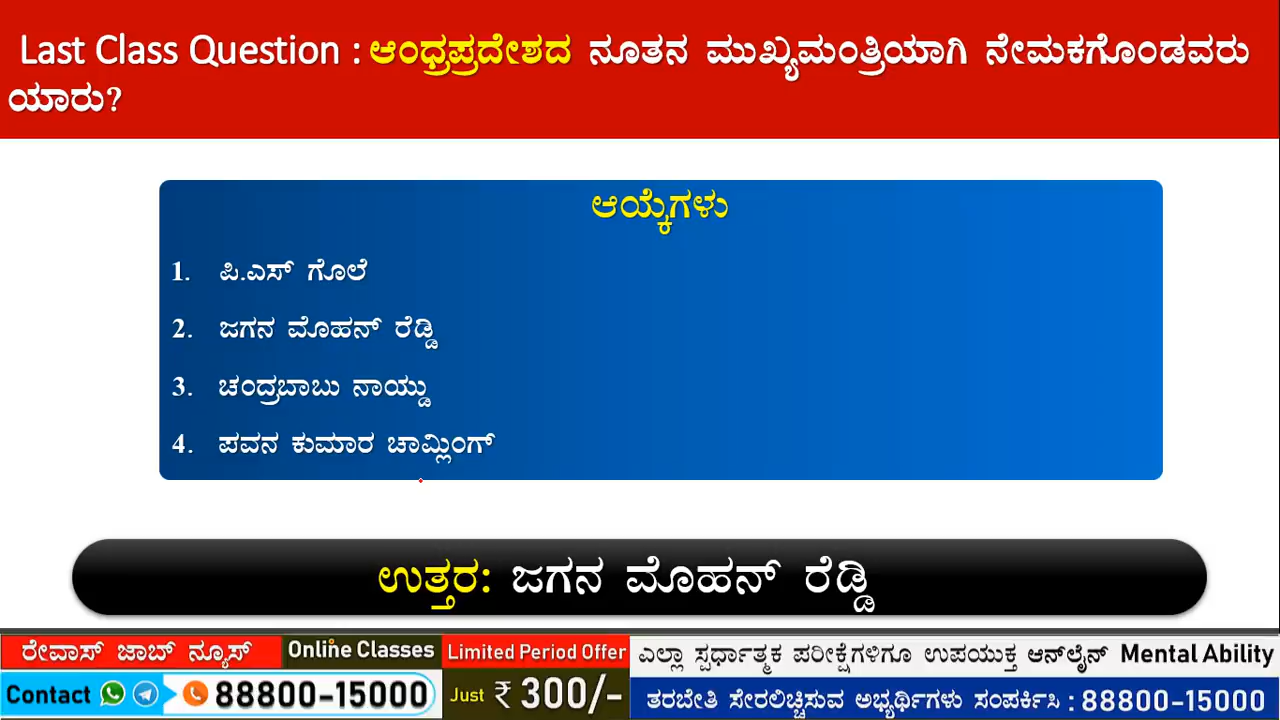 Last Class Question : ಆಂಧ್ರಪ್ರದೇಶದ ನೂತನ ಮುಖ್ಯಮಂತ್ರಿಯಾಗಿ ನೇಮಕಗೊಂಡವರು
ಯಾರು?
ಆಯ್ಕೆಗಳು
1. ಪಿ.ಎಸ್ ಗೊಲೆ
2. ಜಗನ ಮೊಹನ್ ರೆಡ್ಡಿ
3. ಚಂದ್ರಬಾಬು ನಾಯ್ಡು
4. ಪವನ ಕುಮಾರ ಚಾಮ್ಲಿಂಗ್
ಉತ್ತರ: ಜಗನ ಮೊಹನ್ ರೆಡ್ಡಿ
ರೇವಾಸ್ ಜಾಬ್ ನ್ಯೂಸ್ Online Classes Limited Period Offer ಎಲ್ಲಾ ಸ್ಪರ್ಧಾತ್ಮಕ ಪರೀಕ್ಷೆಗಳಿಗೂ ಉಪಯುಕ್ತ ಆನ್‌ಲೈನ್ Mental Ability
Contact 88800-15000 Just ₹ 300/- ತರಬೇತಿ ಸೇರಲಿಚ್ಚಿಸುವ ಅಭ್ಯರ್ಥಿಗಳು ಸಂಪರ್ಕಿಸಿ : 88800-15000